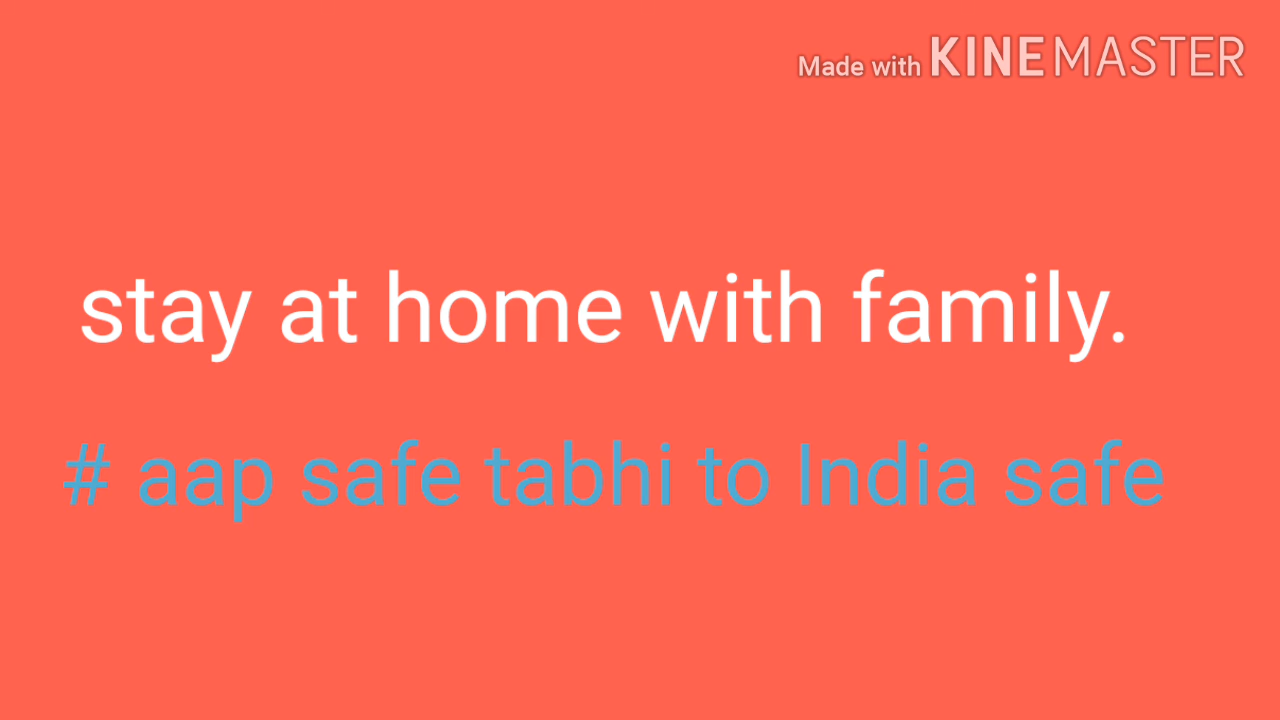 Made with KINEMASTER
stay at home with family.
# aap safe tabhi to India safe